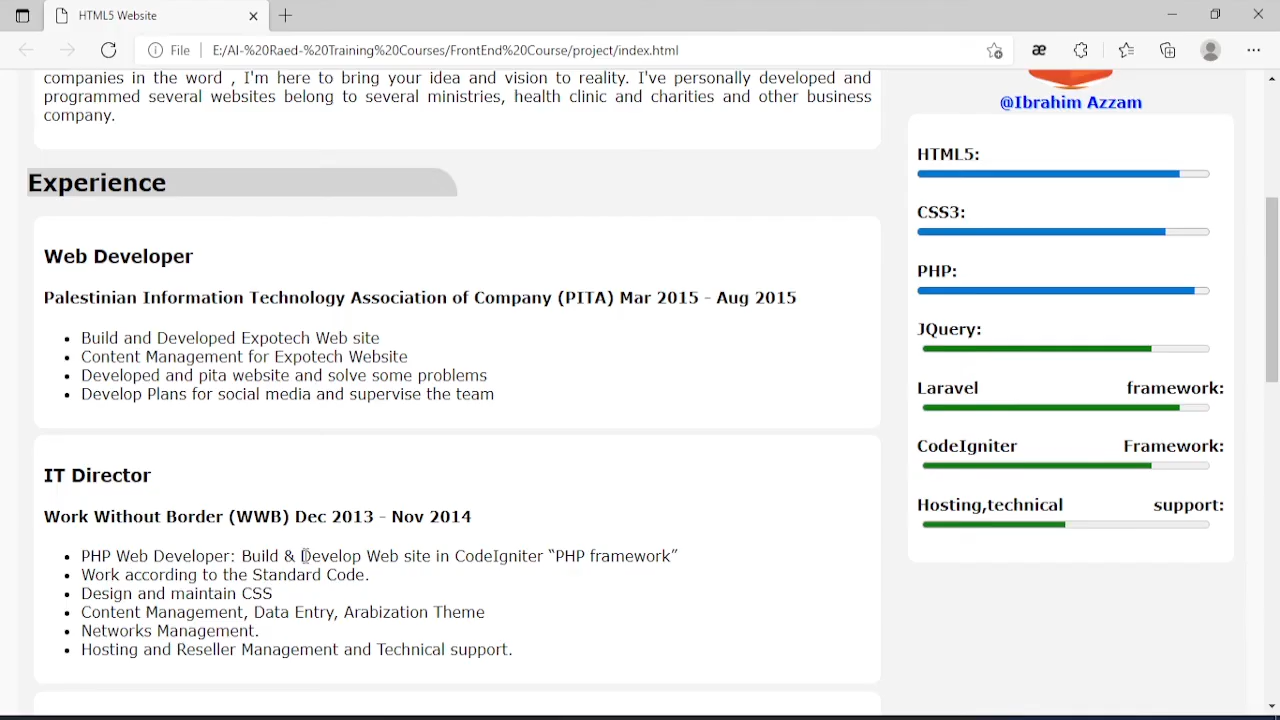 HTML5 Website
File
E:/AI-%20Raed-%20Training%20Courses/FrontEnd%20Course/project/index.html
companies in the word , I'm here to bring your idea and vision to reality. I've personally developed and
programmed several websites belong to several ministries, health clinic and charities and other business
company.
Experience
Web Developer
Palestinian Information Technology Association of Company (PITA) Mar 2015 - Aug 2015
Build and Developed Expotech Web site
Content Management for Expotech Website
Developed and pita website and solve some problems
Develop Plans for social media and supervise the team
IT Director
Work Without Border (WWB) Dec 2013 - Nov 2014
PHP Web Developer: Build & Develop Web site in CodeIgniter “PHP framework”
Work according to the Standard Code.
Design and maintain CSS
Content Management, Data Entry, Arabization Theme
Networks Management.
Hosting and Reseller Management and Technical support.
@Ibrahim Azzam
HTML5:
CSS3:
PHP:
JQuery:
Laravel framework:
CodeIgniter Framework:
Hosting,technical support: